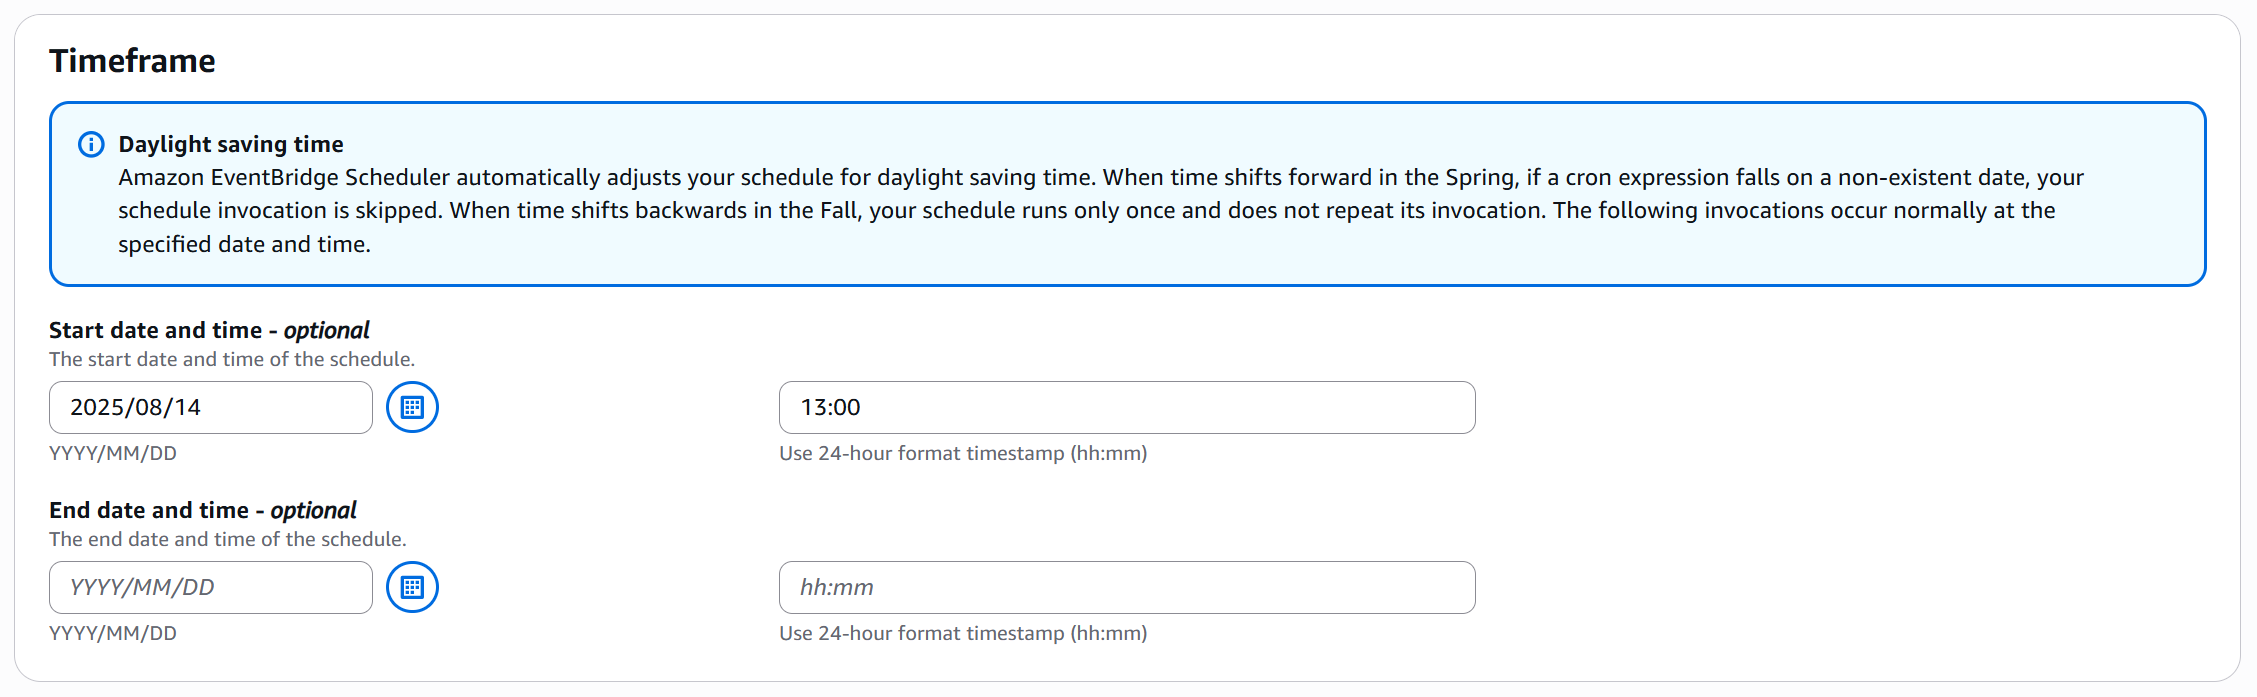 Timeframe
Daylight saving time
Amazon EventBridge Scheduler automatically adjusts your schedule for daylight saving time. When time shifts forward in the Spring, if a cron expression falls on a non-existent date, your
schedule invocation is skipped. When time shifts backwards in the Fall, your schedule runs only once and does not repeat its invocation. The following invocations occur normally at the
specified date and time.
Start date and time - optional
The start date and time of the schedule.
2025/08/14
13:00
YYYY/MM/DD
Use 24-hour format timestamp (hh:mm)
End date and time - optional
The end date and time of the schedule.
YYYY/MM/DD
hh:mm
YYYY/MM/DD
Use 24-hour format timestamp (hh:mm)